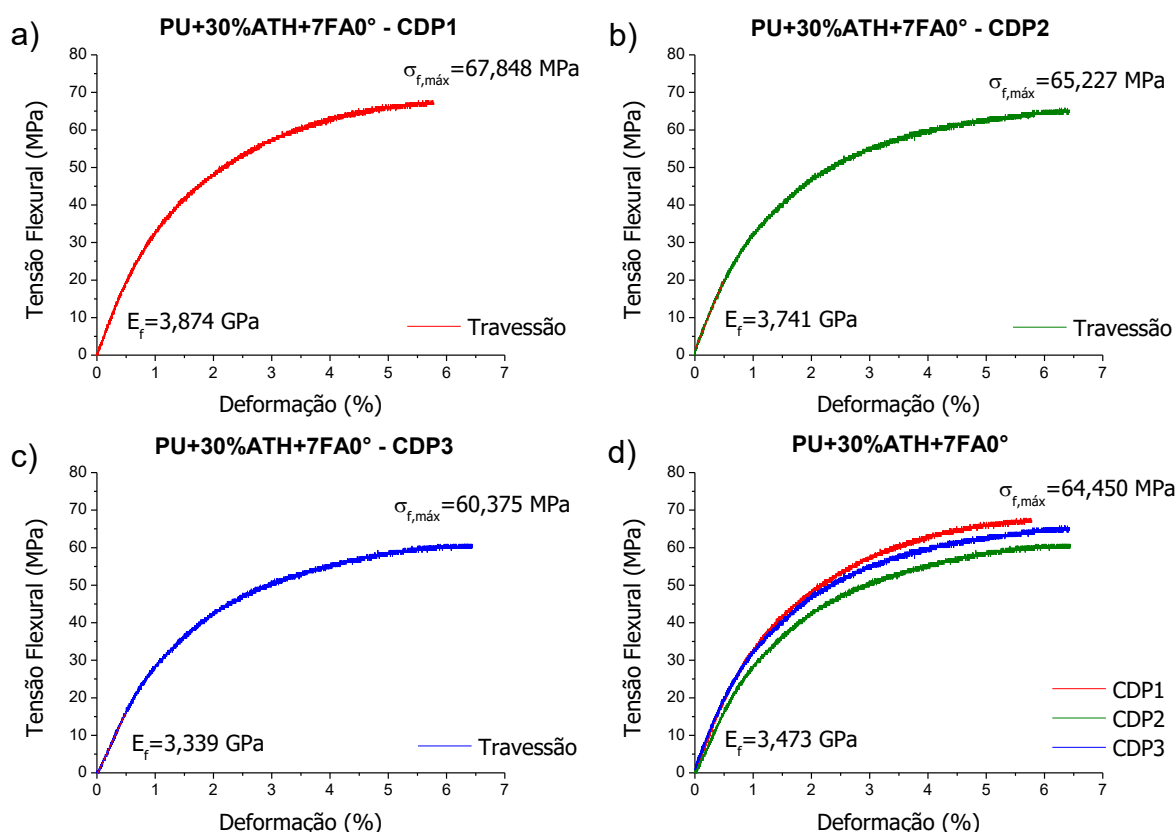 a)
PU+30%ATH+7FA0° - CDP1
80
70
60
50
40
30
20
10
0
Tensão Flexural (MPa)
σf,máx=67,848 MPa
Ef=3,874 GPa
Travessão
0 1 2 3 4 5 6 7
Deformação (%)
b)
PU+30%ATH+7FA0° - CDP2
80
70
60
50
40
30
20
10
0
Tensão Flexural (MPa)
σf,máx=65,227 MPa
Ef=3,741 GPa
Travessão
0 1 2 3 4 5 6 7
Deformação (%)
c)
PU+30%ATH+7FA0° - CDP3
80
70
60
50
40
30
20
10
0
Tensão Flexural (MPa)
σf,máx=60,375 MPa
Ef=3,339 GPa
Travessão
0 1 2 3 4 5 6 7
Deformação (%)
d)
PU+30%ATH+7FA0°
80
70
60
50
40
30
20
10
0
Tensão Flexural (MPa)
σf,máx=64,450 MPa
Ef=3,473 GPa
CDP1
CDP2
CDP3
0 1 2 3 4 5 6 7
Deformação (%)